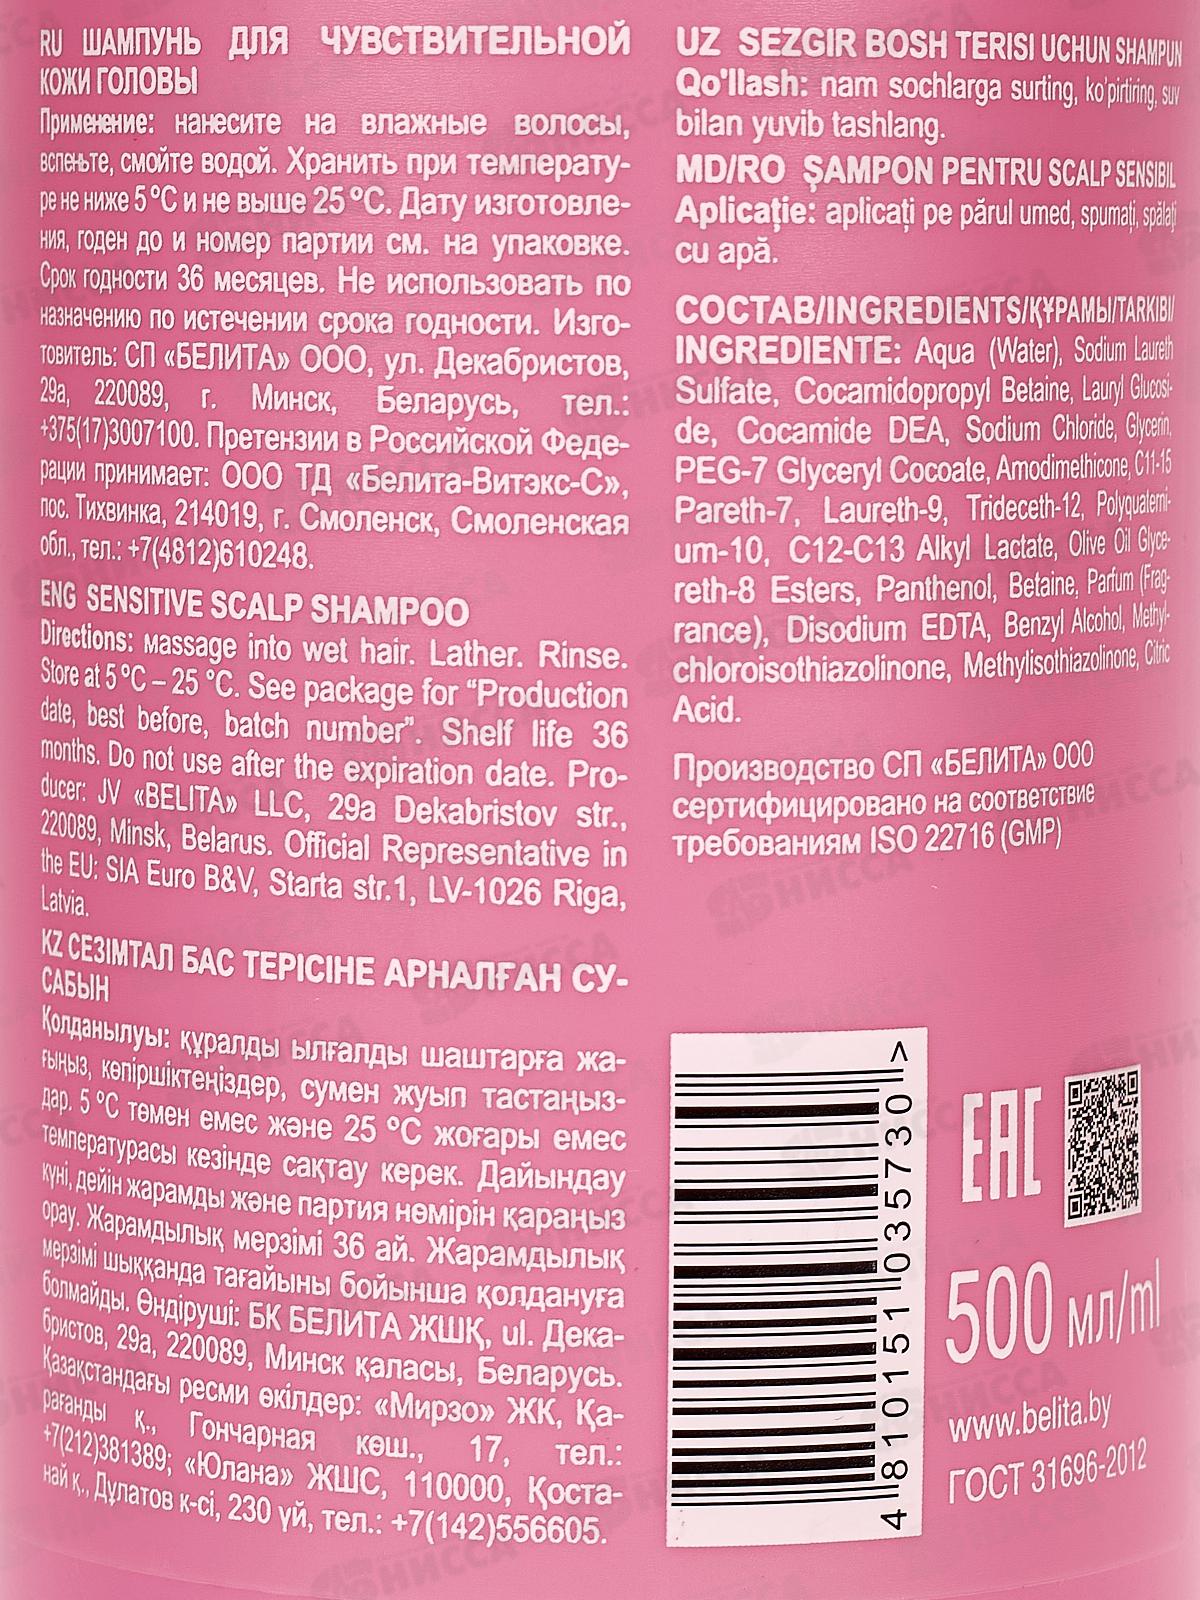 RU ШАМПУНЬ ДЛЯ ЧУВСТВИТЕЛЬНОЙ
КОЖИ ГОЛОВЫ
Применение: нанесите на влажные волосы,
вспеньте, смойте водой. Хранить при температу-
ре не ниже 5 °С и не выше 25 °С. Дату изготовле-
ния, годен до и номер партии см. на упаковке.
Срок годности 36 месяцев. Не использовать по
назначению по истечении срока годности. Изго-
товитель: СП «БЕЛИТА» ООО, ул. Декабристов,
29а, 220089, г. Минск, Беларусь, тел.:
+375(17)3007100. Претензии в Российской Феде-
рации принимает: ООО ТД «Белита-Витэкс-С»,
пос. Тихвинка, 214019, г. Смоленск, Смоленская
обл., тел.: +7(4812)610248.
ENG SENSITIVE SCALP SHAMPOO
Directions: massage into wet hair. Lather. Rinse.
Store at 5 °C – 25 °C. See package for “Production
date, best before, batch number”. Shelf life 36
months. Do not use after the expiration date. Pro-
ducer: JV «BELITA» LLC, 29a Dekabristov str.,
220089, Minsk, Belarus. Official Representative in
the EU: SIA Euro B&V, Starta str.1, LV-1026 Riga,
Latvia.
KZ СЕЗІМТАЛ БАС ТЕРІСІНЕ АРНАЛҒАН СУ-
САБЫН
Қолданылуы: құралды ылғалды шаштарға жа-
ғыңыз, көпіршіктеңіздер, сумен жуып тастаңыз-
дар. 5 °С төмен емес және 25 °С жоғары емес
температурасы кезінде сақтау керек. Дайындау
күні, дейін жарамды және партия нөмірін қараңыз
орау. Жарамдылық мерзімі 36 ай. Жарамдылық
мерзімі шыққанда тағайыны бойынша қолдануға
болмайды. Өндіруші: БК БЕЛИТА ЖШҚ, ul. Дека-
бристов, 29а, 220089, Минск қаласы, Беларусь.
Қазақстандағы ресми өкілдер: «Мирзо» ЖК, Қа-
рағанды қ., Гончарная көш., 17, тел.:
+7(212)381389; «Юлана» ЖШС, 110000, Қоста-
най қ., Дұлатов к-сі, 230 үй, тел.: +7(142)556605.
UZ SEZGIR BOSH TERISI UCHUN SHAMPUN
Qo'llash: nam sochlarga surting, ko'pirtiring, suv
bilan yuvib tashlang.
MD/RO ȘAMPON PENTRU SCALP SENSIBIL
Aplicație: aplicați pe părul umed, spumați, spălați
cu apă.
СОСТАВ/INGREDIENTS/ҚҰРАМЫ/TARKIBI/
INGREDIENTE: Aqua (Water), Sodium Laureth
Sulfate, Cocamidopropyl Betaine, Lauryl Glucosi-
de, Cocamide DEA, Sodium Chloride, Glycerin,
PEG-7 Glyceryl Cocoate, Amodimethicone, C11-15
Pareth-7, Laureth-9, Trideceth-12, Polyquaterni-
um-10, C12-C13 Alkyl Lactate, Olive Oil Glyce-
reth-8 Esters, Panthenol, Betaine, Parfum (Frag-
rance), Disodium EDTA, Benzyl Alcohol, Methyl-
chloroisothiazolinone, Methylisothiazolinone, Citric
Acid.
Производство СП «БЕЛИТА» ООО
сертифицировано на соответствие
требованиям ISO 22716 (GMP)
4 810151 035730 >
EAC
500 мл/ml
www.belita.by
ГОСТ 31696-2012